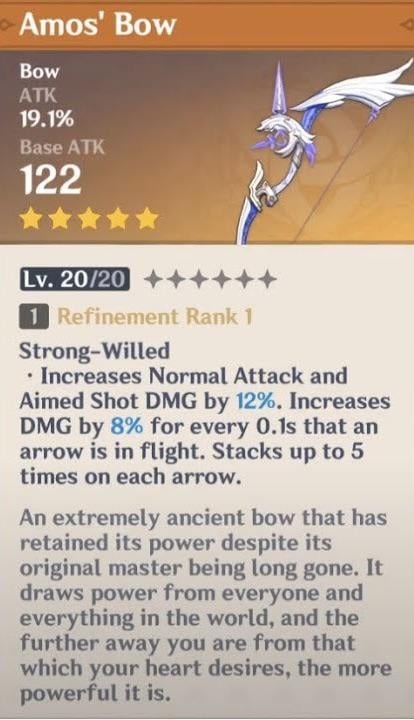 Amos' Bow
Bow
ATK
19.1%
Base ATK
122
Lv. 20/20
1 Refinement Rank 1
Strong-Willed
· Increases Normal Attack and
Aimed Shot DMG by 12%. Increases
DMG by 8% for every 0.1s that an
arrow is in flight. Stacks up to 5
times on each arrow.
An extremely ancient bow that has
retained its power despite its
original master being long gone. It
draws power from everyone and
everything in the world, and the
further away you are from that
which your heart desires, the more
powerful it is.